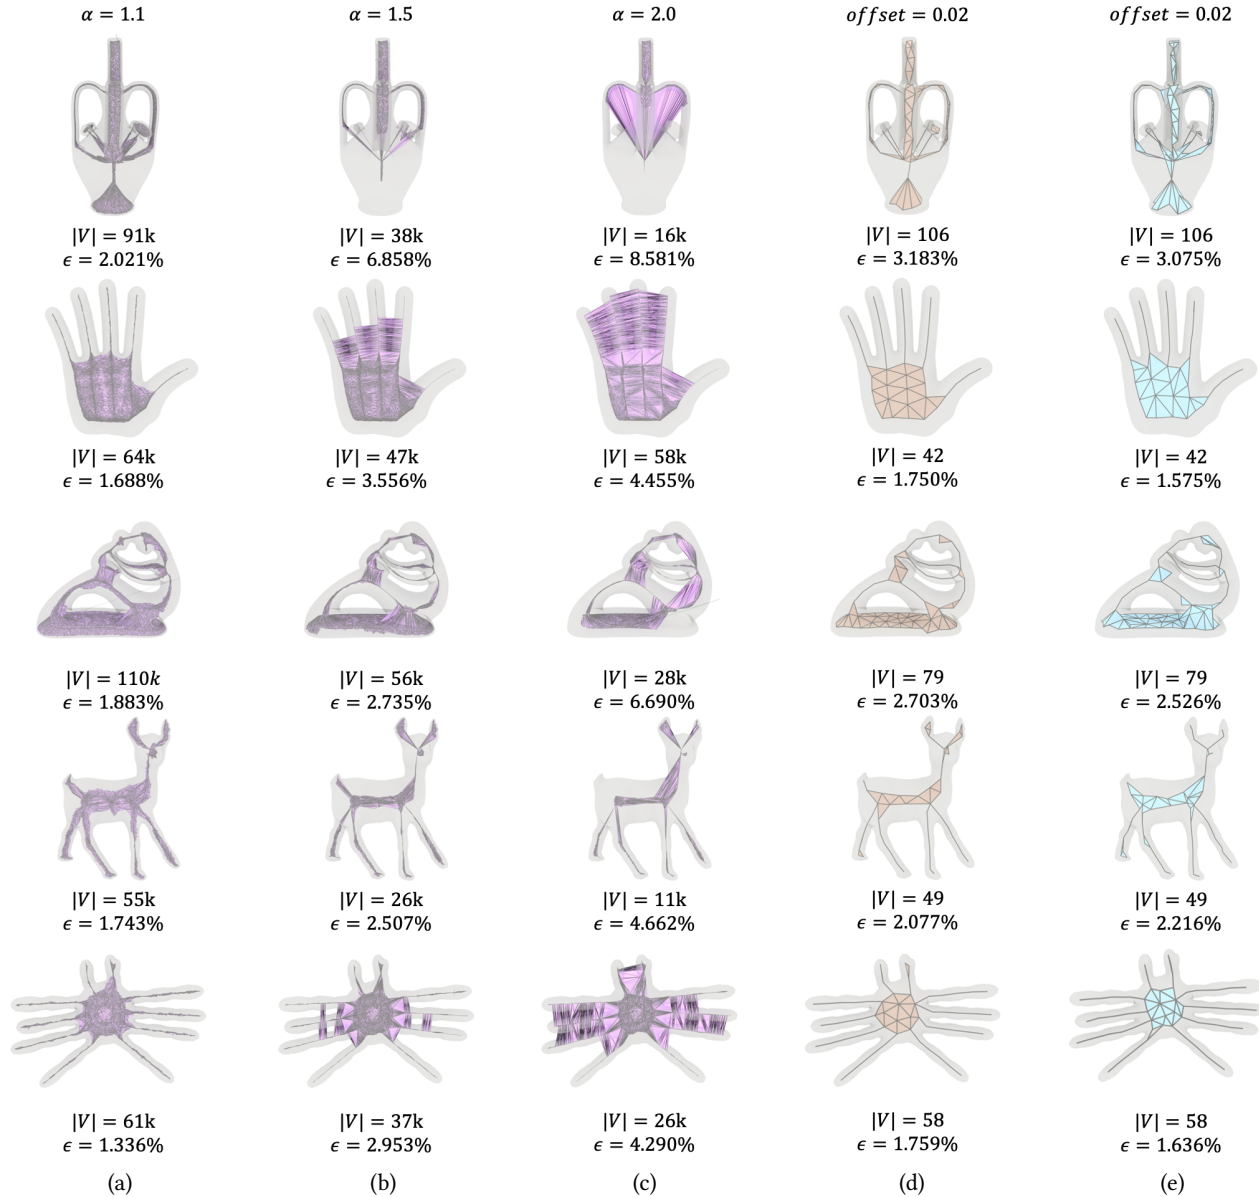 α = 1.1 α = 1.5 α = 2.0 offset = 0.02 offset = 0.02
|V| = 91k |V| = 38k |V| = 16k |V| = 106 |V| = 106
ϵ = 2.021% ϵ = 6.858% ϵ = 8.581% ϵ = 3.183% ϵ = 3.075%
|V| = 64k |V| = 47k |V| = 58k |V| = 42 |V| = 42
ϵ = 1.688% ϵ = 3.556% ϵ = 4.455% ϵ = 1.750% ϵ = 1.575%
|V| = 110k |V| = 56k |V| = 28k |V| = 79 |V| = 79
ϵ = 1.883% ϵ = 2.735% ϵ = 6.690% ϵ = 2.703% ϵ = 2.526%
|V| = 55k |V| = 26k |V| = 11k |V| = 49 |V| = 49
ϵ = 1.743% ϵ = 2.507% ϵ = 4.662% ϵ = 2.077% ϵ = 2.216%
|V| = 61k |V| = 37k |V| = 26k |V| = 58 |V| = 58
ϵ = 1.336% ϵ = 2.953% ϵ = 4.290% ϵ = 1.759% ϵ = 1.636%
(a) (b) (c) (d) (e)